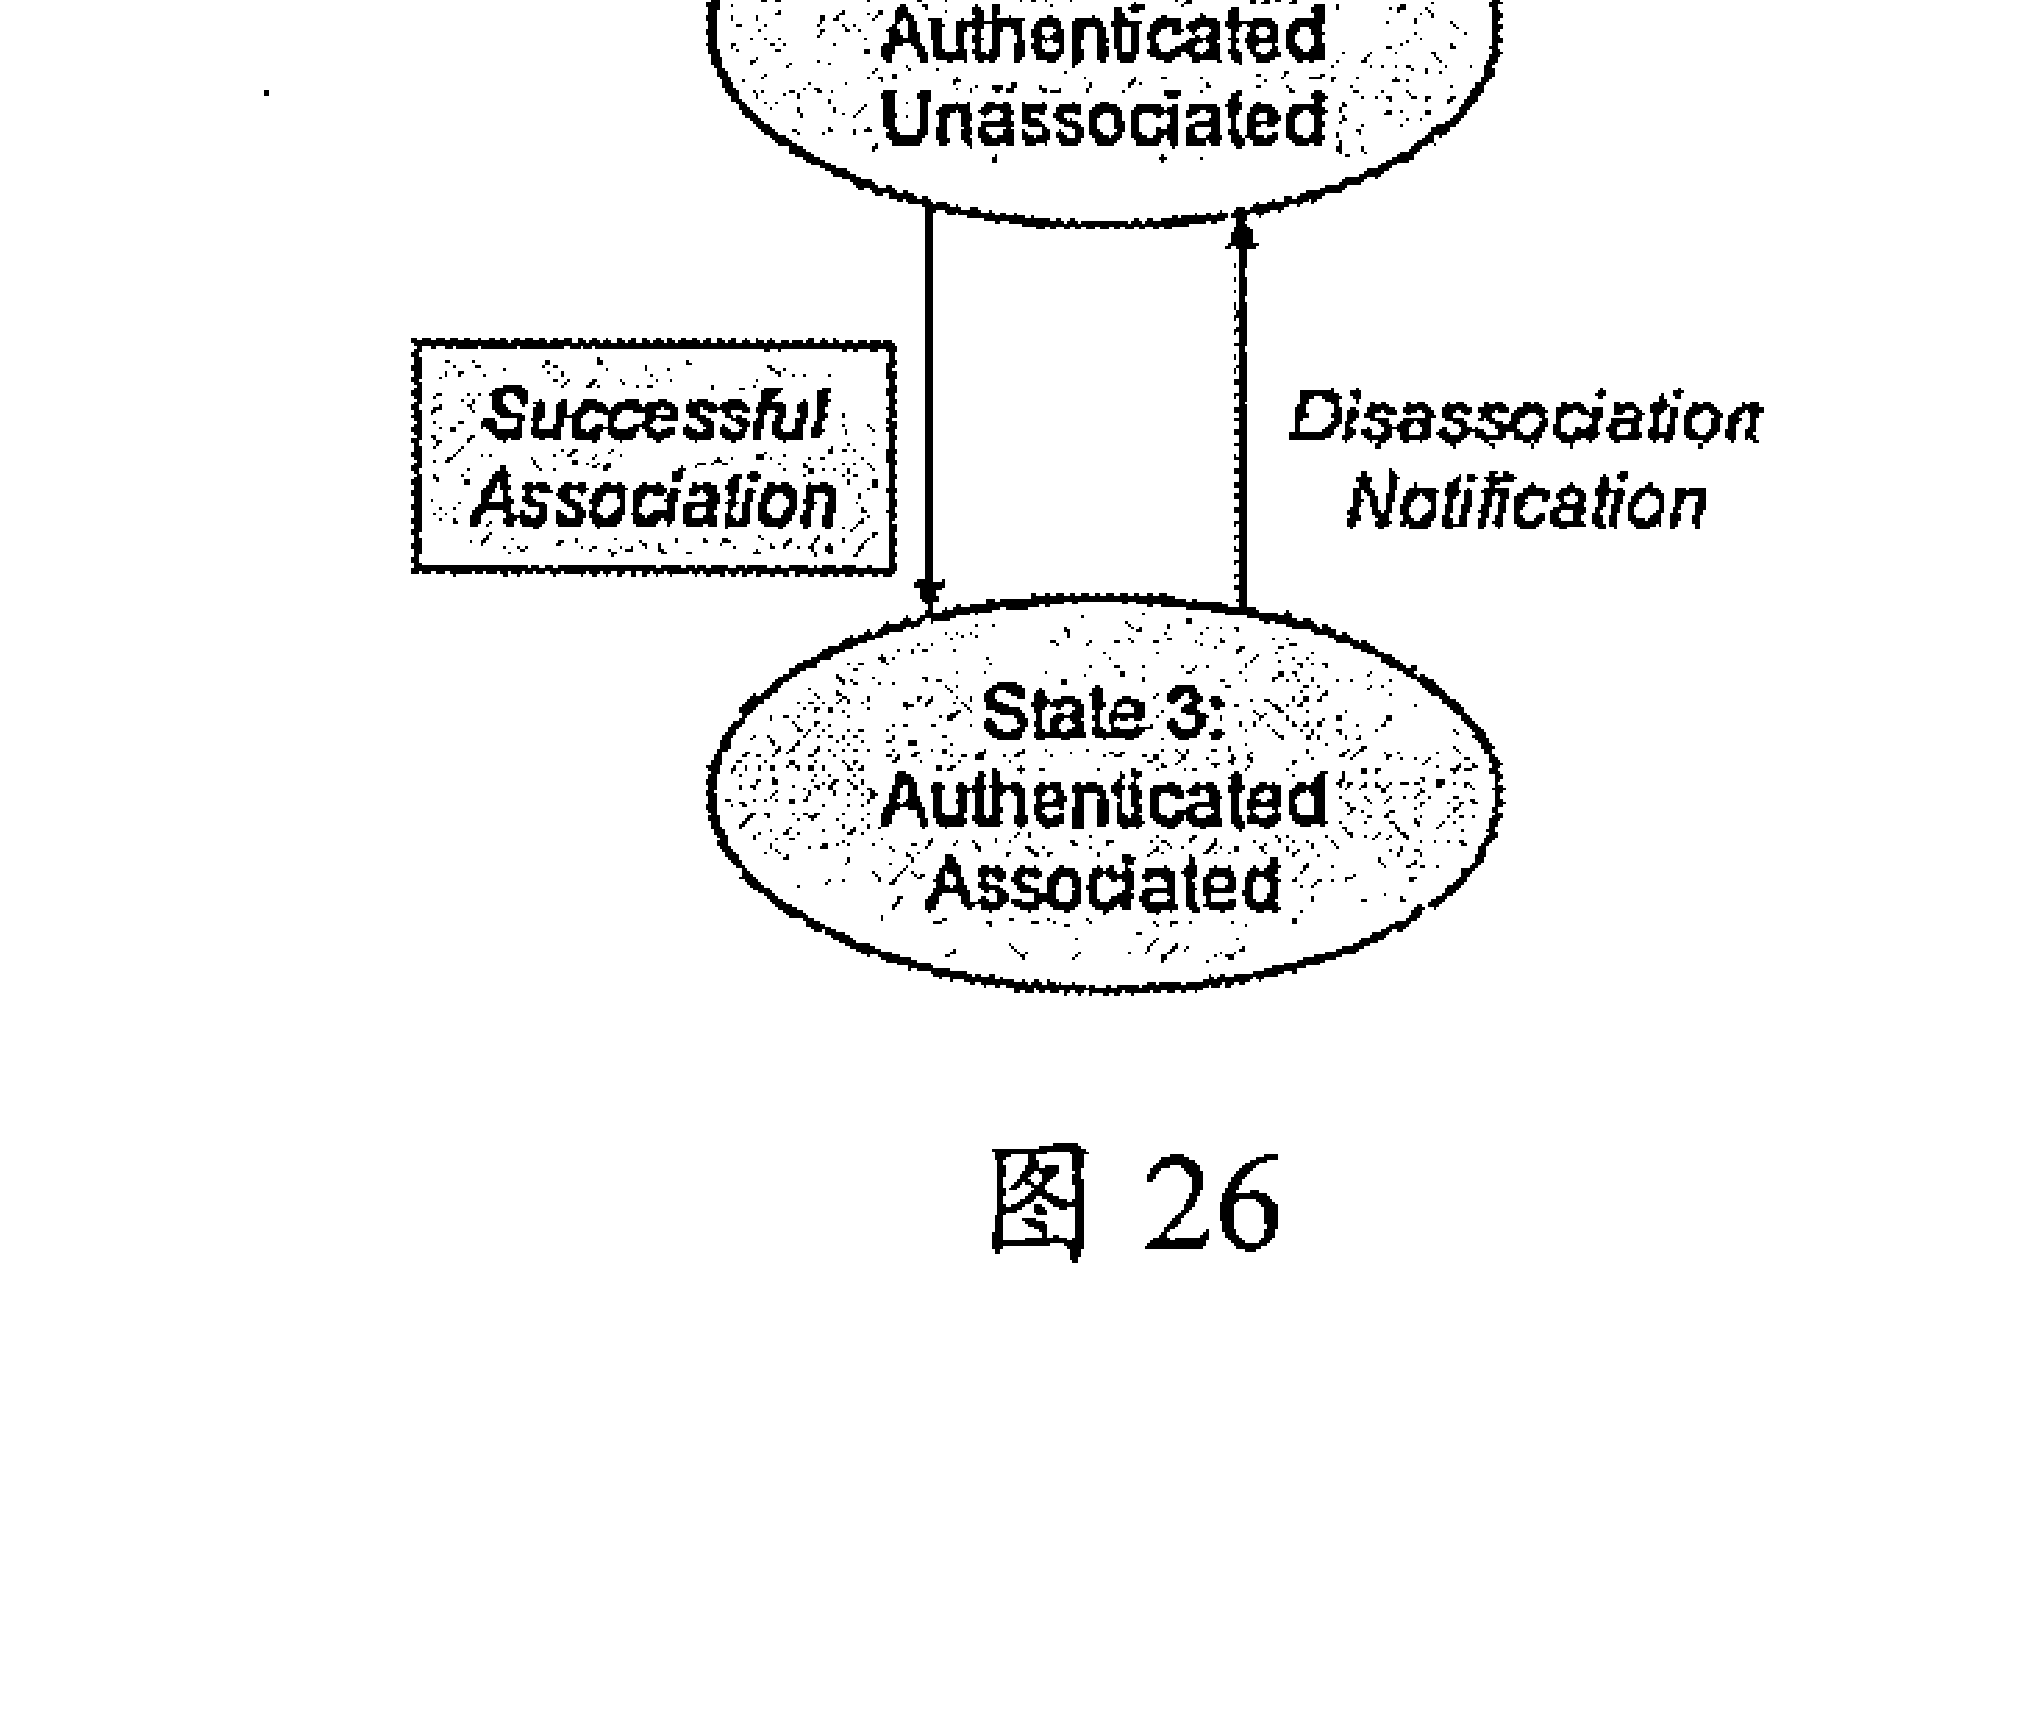 Authenticated
Unassociated
Successful
Association
Disassociation
Notification
State 3:
Authenticated
Associated
图 26